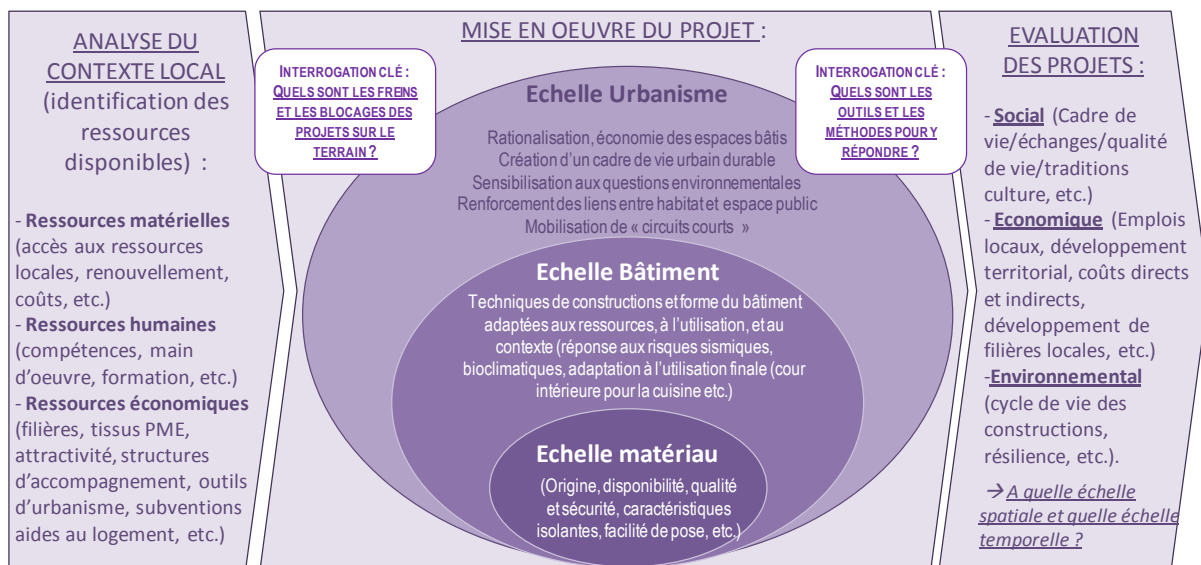 ANALYSE DU
CONTEXTE LOCAL
(identification des
ressources
disponibles) :
- Ressources matérielles
(accès aux ressources
locales, renouvellement,
coûts, etc.)
- Ressources humaines
(compétences, main
d'oeuvre, formation, etc.)
- Ressources économiques
(filières, tissus PME,
attractivité, structures
d'accompagnement, outils
d'urbanisme, subventions
aides au logement, etc.)
MISE EN OEUVRE DU PROJET :
INTERROGATION CLÉ :
QUELS SONT LES FREINS
ET LES BLOCAGES DES
PROJETS SUR LE
TERRAIN ?
INTERROGATION CLÉ :
QUELS SONT LES
OUTILS ET LES
MÉTHODES POUR Y
RÉPONDRE ?
Echelle Urbanisme
Rationalisation, économie des espaces bâtis
Création d'un cadre de vie urbain durable
Sensibilisation aux questions environnementales
Renforcement des liens entre habitat et espace public
Mobilisation de « circuits courts »
Echelle Bâtiment
Techniques de constructions et forme du bâtiment
adaptées aux ressources, à l'utilisation, et au
contexte (réponse aux risques sismiques,
bioclimatiques, adaptation à l'utilisation finale (cour
intérieure pour la cuisine etc.)
Echelle matériau
(Origine, disponibilité, qualité
et sécurité, caractéristiques
isolantes, facilité de pose, etc.)
EVALUATION
DES PROJETS :
- Social (Cadre de
vie/échanges/qualité
de vie/traditions
culture, etc.)
- Economique (Emplois
locaux, développement
territorial, coûts directs
et indirects,
développement de
filières locales, etc.)
-Environnemental
(cycle de vie des
constructions,
résilience, etc.).
→ A quelle échelle
spatiale et quelle échelle
temporelle ?